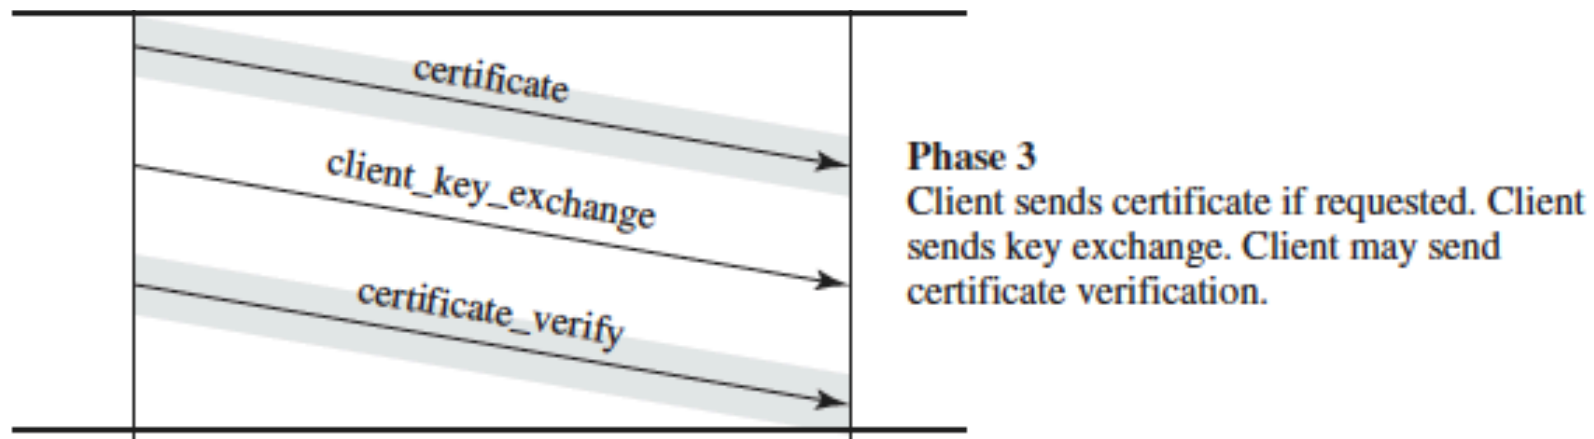 certificate
client_key_exchange
certificate_verify
Phase 3
Client sends certificate if requested. Client
sends key exchange. Client may send
certificate verification.